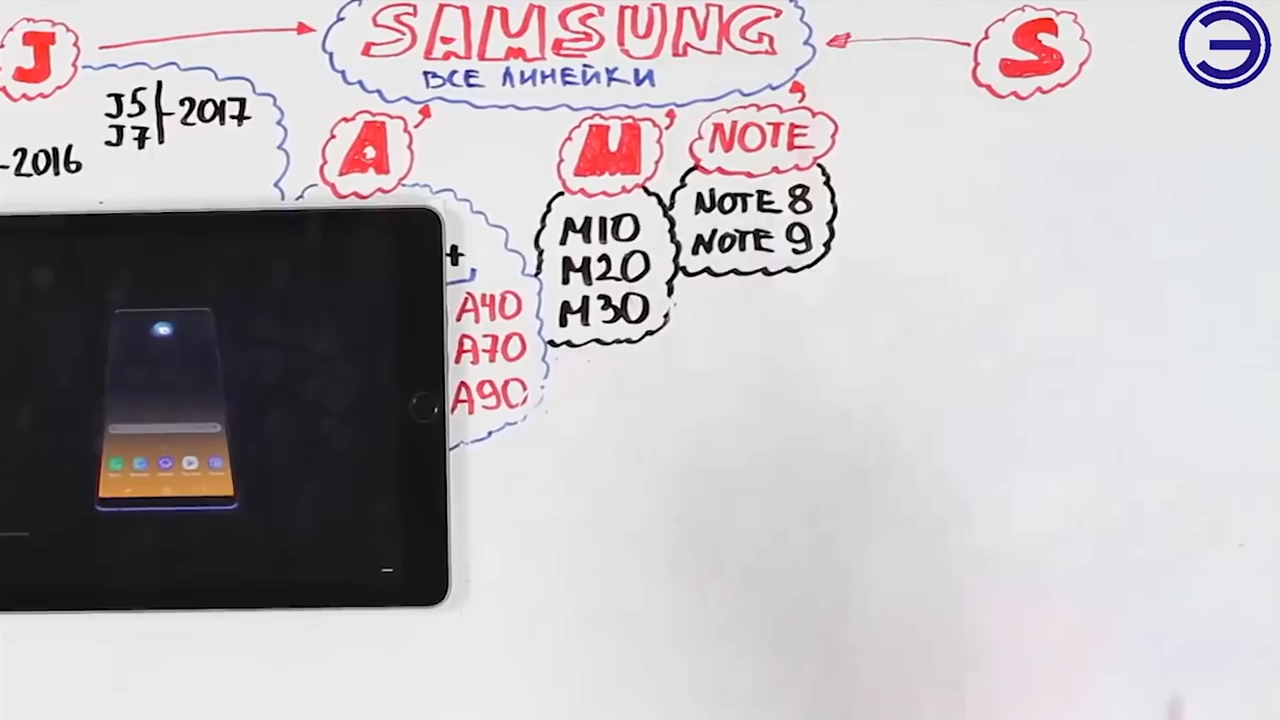 SAMSUNG
ВСЕ ЛИНЕЙКИ
J
J5
J7
-2017
-2016
A
+
A40
A70
A90
M
M10
M20
M30
NOTE
NOTE 8
NOTE 9
S
Э